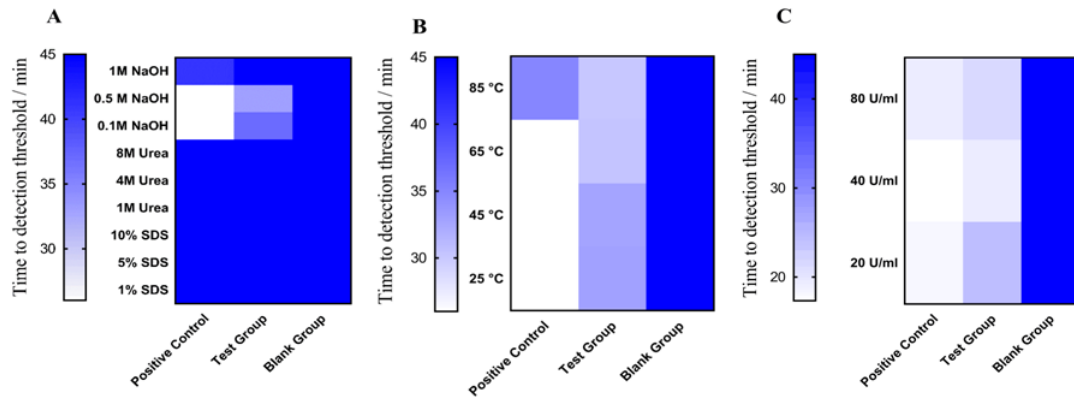 A
Time to detection threshold / min
45
40
35
30
1M NaOH
0.5 M NaOH
0.1M NaOH
8M Urea
4M Urea
1M Urea
10% SDS
5% SDS
1% SDS
Positive Control
Test Group
Blank Group
B
Time to detection threshold / min
45
40
35
30
85 °C
65 °C
45 °C
25 °C
Positive Control
Test Group
Blank Group
C
Time to detection threshold / min
40
30
20
80 U/ml
40 U/ml
20 U/ml
Positive Control
Test Group
Blank Group